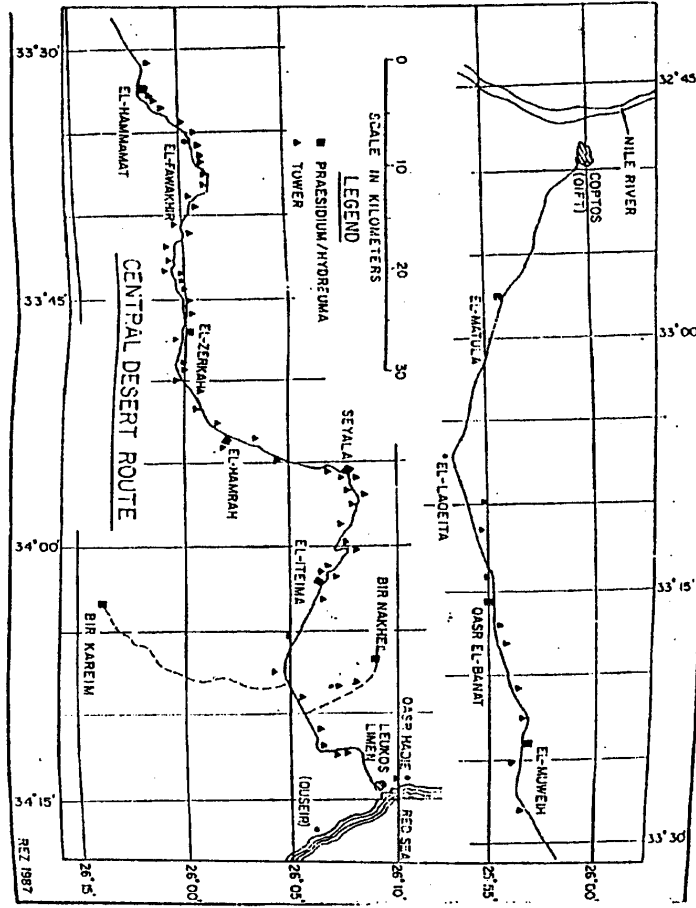 32°45'
33°00'
33°15'
33°30'
NILE RIVER
COPTOS
(QIFT)
EL-MATULA
EL-LAQEITA
QASR EL-BANAT
EL-MUWEIH
26°00'
25°55'
0
10
20
30
SCALE IN KILOMETERS
LEGEND
PRAESIDIUM/HYDREUMA
TOWER
33°30'
33°45'
34°00'
34°15'
EL-HAMMAMAT
EL-FAWAKHIR
EL-ZERKAH
EL-HAMRAH
SEYALA
EL-ITEIMA
BIR NAKHEL
BIR KAREIM
QASR HADIE
LEUKOS
LIMEN
(QUSEIR)
RED SEA
CENTRAL DESERT ROUTE
26°15'
26°00'
26°05'
26°10'
REZ 1987